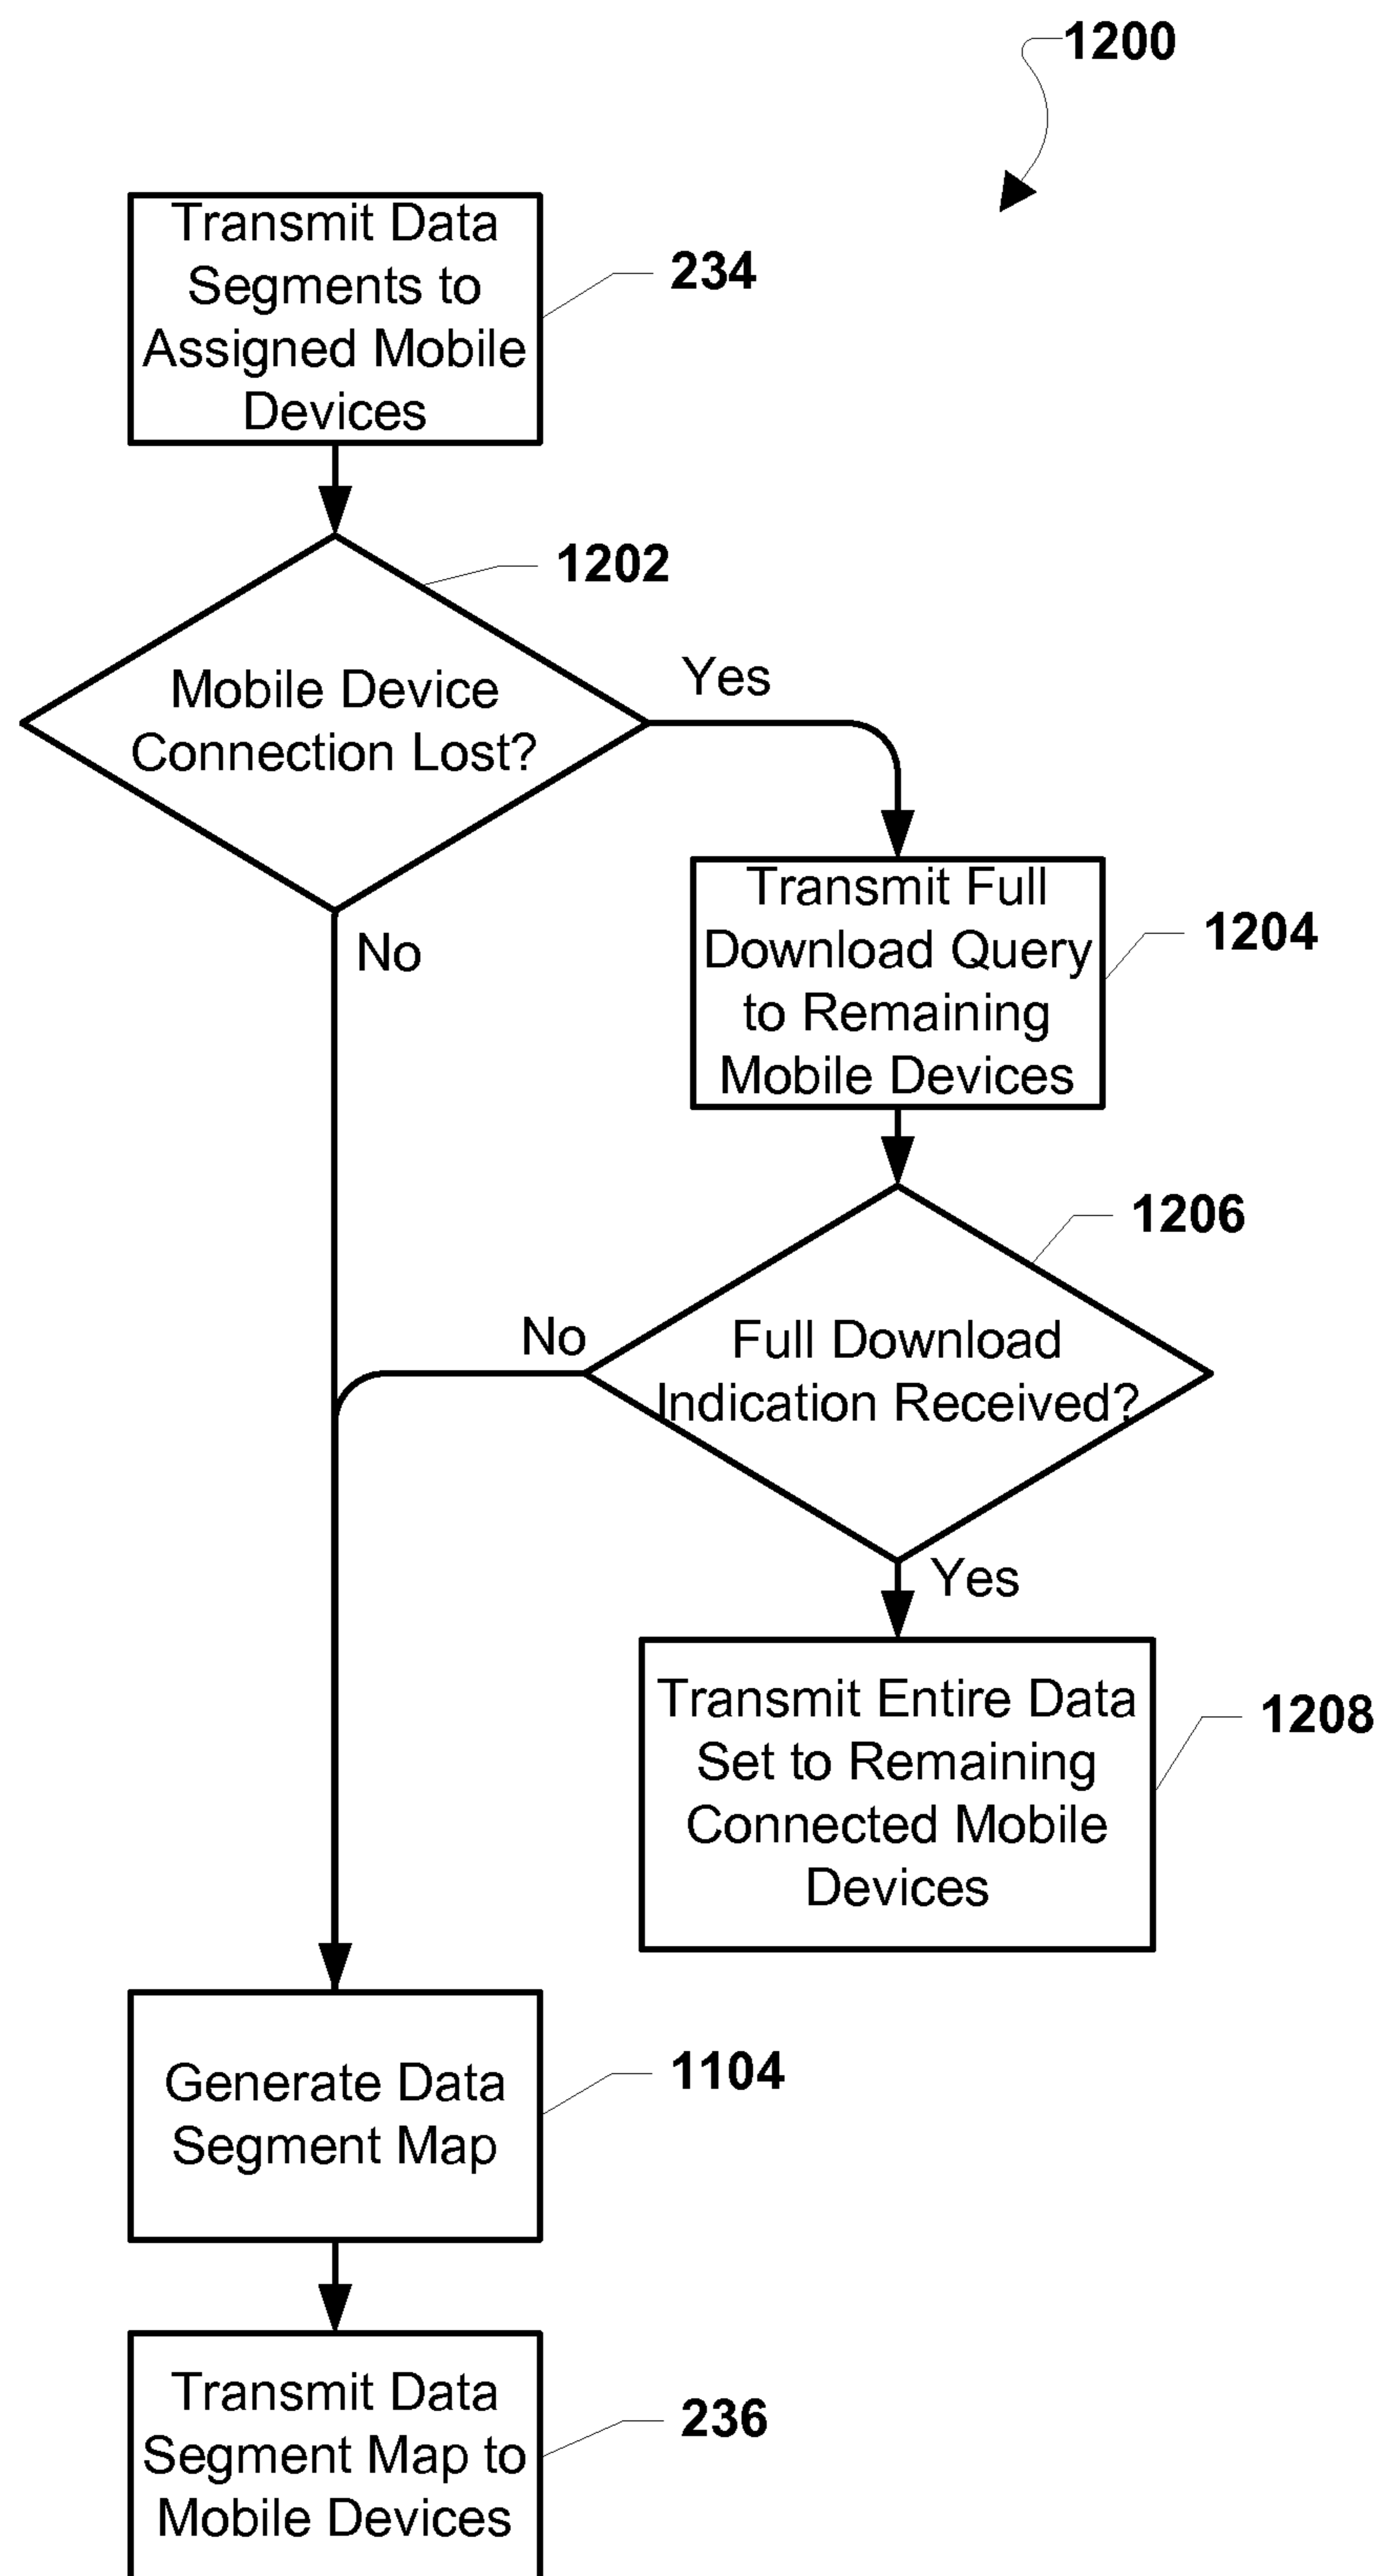 1200
Transmit Data
Segments to
Assigned Mobile
Devices
234
1202
Mobile Device
Connection Lost?
Yes
No
Transmit Full
Download Query
to Remaining
Mobile Devices
1204
1206
Full Download
Indication Received?
No
Yes
Transmit Entire Data
Set to Remaining
Connected Mobile
Devices
1208
Generate Data
Segment Map
1104
Transmit Data
Segment Map to
Mobile Devices
236